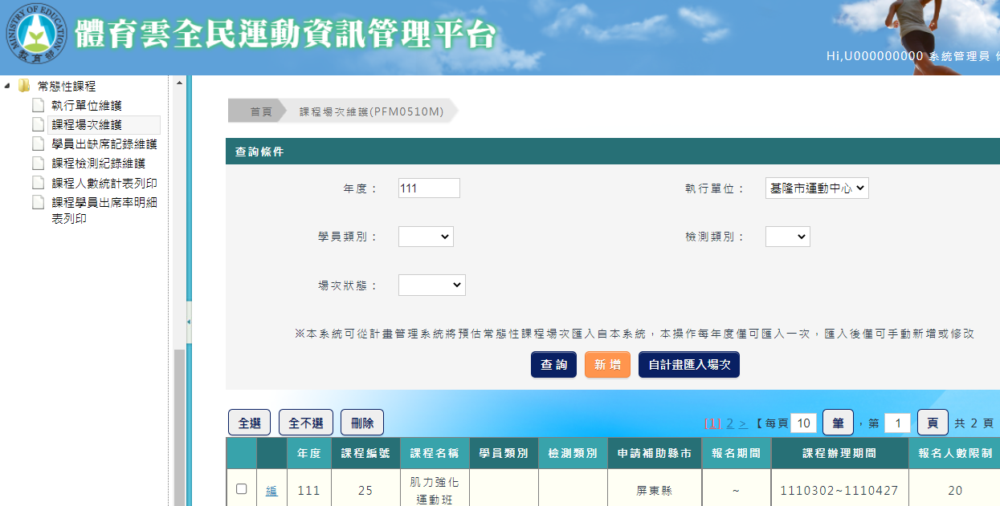 MINISTRY OF EDUCATION
教育部
體育雲全民運動資訊管理平台
Hi,U000000000 系統管理員
常態性課程
執行單位維護
課程場次維護
學員出缺席記錄維護
課程檢測紀錄維護
課程人數統計表列印
課程學員出席率明細
表列印
首頁 課程場次維護(PFM0510M)
查詢條件
年度： 111 執行單位： 基隆市運動中心
學員類別： 檢測類別：
場次狀態：
※本系統可從計畫管理系統將預估常態性課程場次匯入自本系統，本操作每年度僅可匯入一次，匯入後僅可手動新增或修改
查詢 新增 自計畫匯入場次
全選 全不選 刪除 [1] 2 > 【每頁 10 筆，第 1 頁 共 2 頁
年度 課程編號 課程名稱 學員類別 檢測類別 申請補助縣市 報名期間 課程辦理期間 報名人數限制
編 111 25 肌力強化 屏東縣 ~ 1110302~1110427 20
運動班